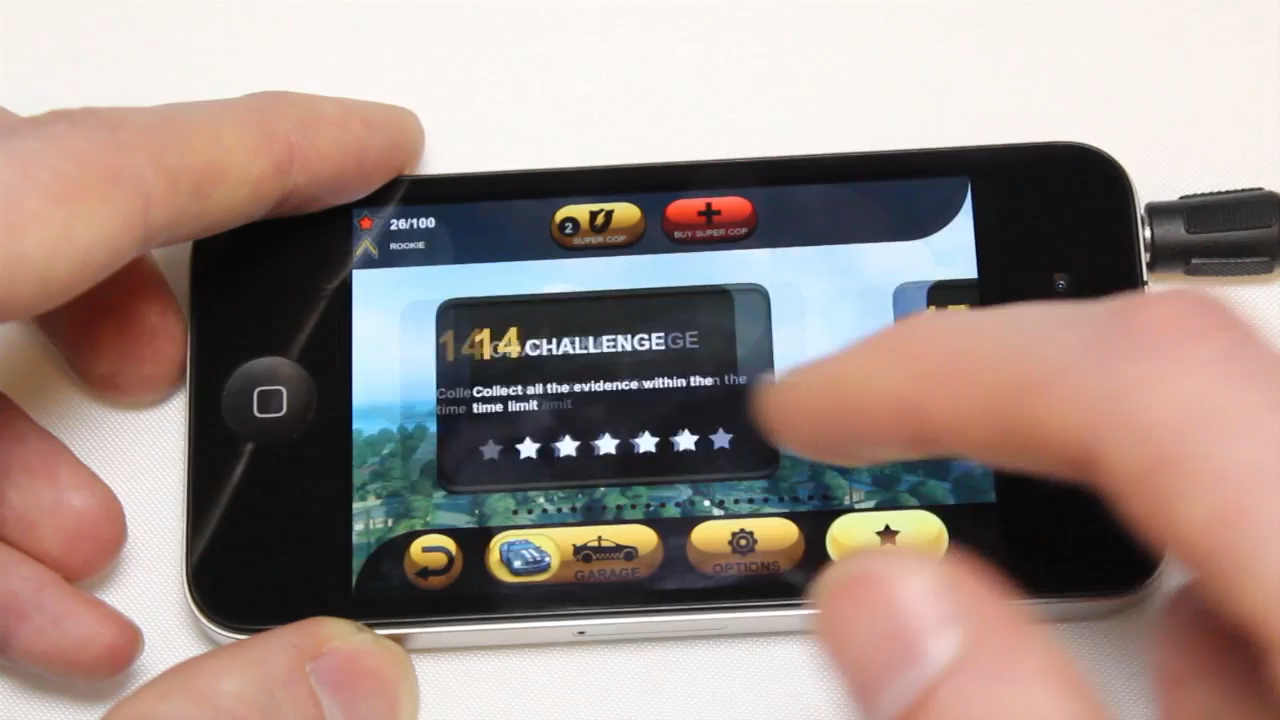 26/100
ROOKIE
2
SUPER COP
BUY SUPER COP
14 CHALLENGE
Collect all the evidence within the
time limit
GARAGE
OPTIONS